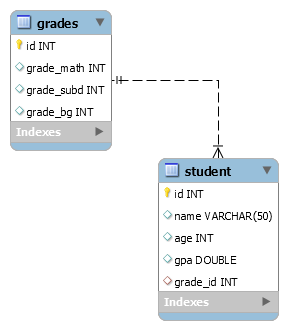 grades
id INT
grade_math INT
grade_subd INT
grade_bg INT
Indexes
student
id INT
name VARCHAR(50)
age INT
gpa DOUBLE
grade_id INT
Indexes